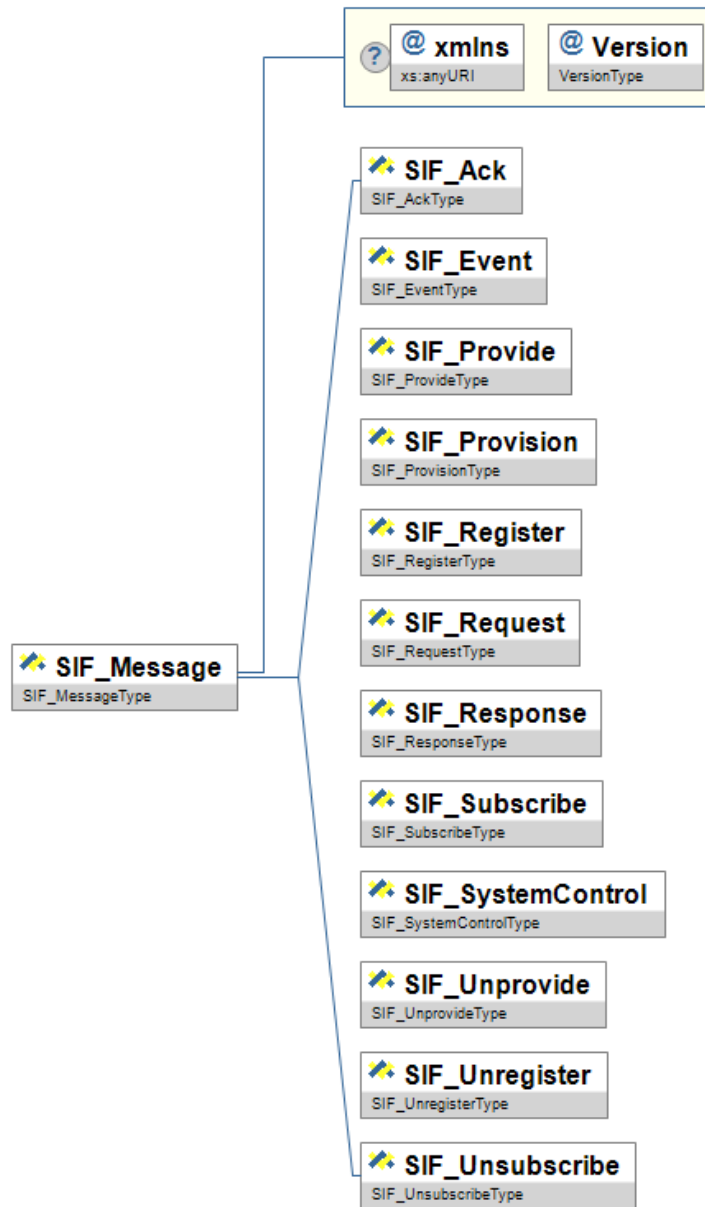 ? @ xmlns @ Version
xs:anyURI VersionType
SIF_Ack
SIF_AckType
SIF_Event
SIF_EventType
SIF_Provide
SIF_ProvideType
SIF_Provision
SIF_ProvisionType
SIF_Register
SIF_RegisterType
SIF_Request
SIF_RequestType
SIF_Message
SIF_MessageType
SIF_Response
SIF_ResponseType
SIF_Subscribe
SIF_SubscribeType
SIF_SystemControl
SIF_SystemControlType
SIF_Unprovide
SIF_UnprovideType
SIF_Unregister
SIF_UnregisterType
SIF_Unsubscribe
SIF_UnsubscribeType